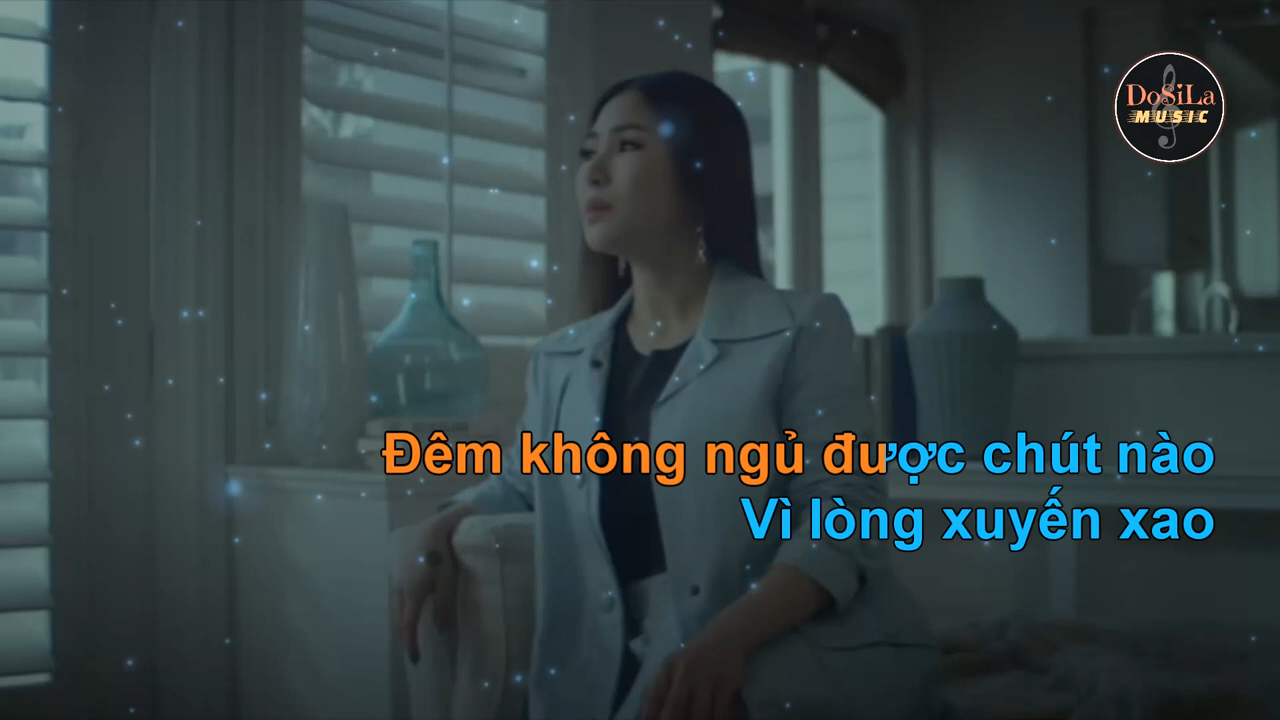 DoSiLa
MUSIC
Đêm không ngủ được chút nào
Vì lòng xuyến xao